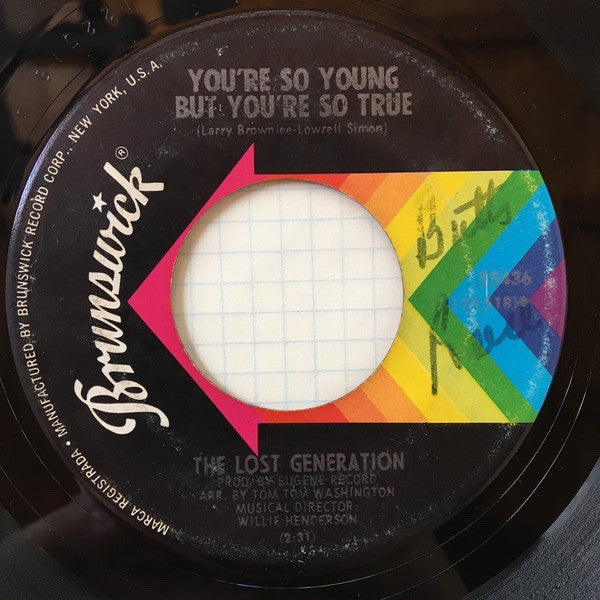 YOU'RE SO YOUNG
BUT YOU'RE SO TRUE
(Larry Brownlee-Lowrell Simon)
Brunswick®
MANUFACTURED BY BRUNSWICK RECORD CORP., NEW YORK, U.S.A.
MARCA REGISTRADA •
55436
THE LOST GENERATION
PROD. BY EUGENE RECORD
ARR. BY TOM TOM WASHINGTON
MUSICAL DIRECTOR:
WILLIE HENDERSON
(2:31)